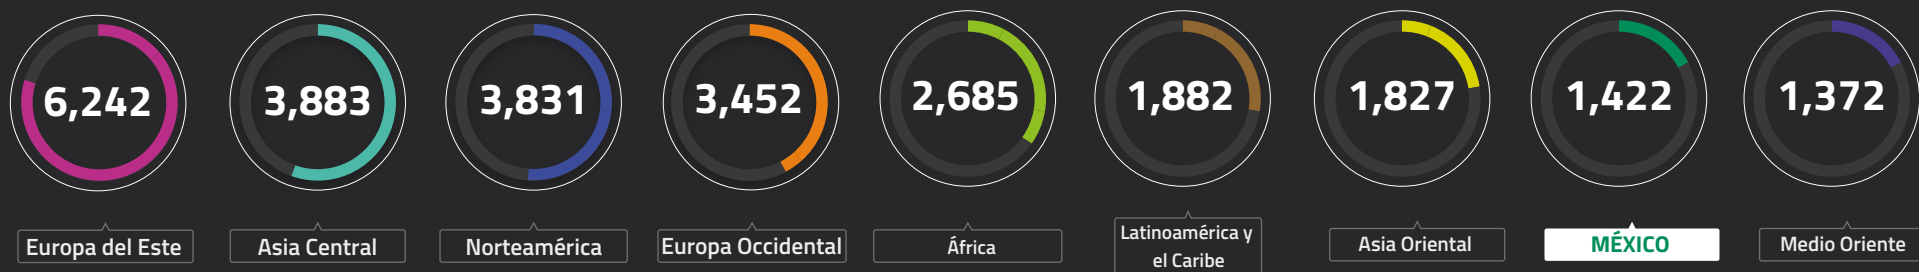 6,242
3,883
3,831
3,452
2,685
1,882
1,827
1,422
1,372
Europa del Este
Asia Central
Norteamérica
Europa Occidental
África
Latinoamérica y
el Caribe
Asia Oriental
MÉXICO
Medio Oriente